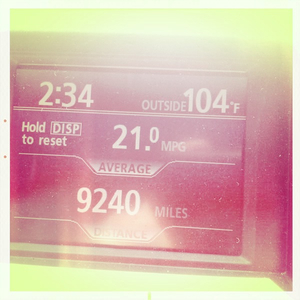 2:34 OUTSIDE 104°F
Hold DISP 21.0 MPG
to reset
AVERAGE
9240 MILES
DISTANCE